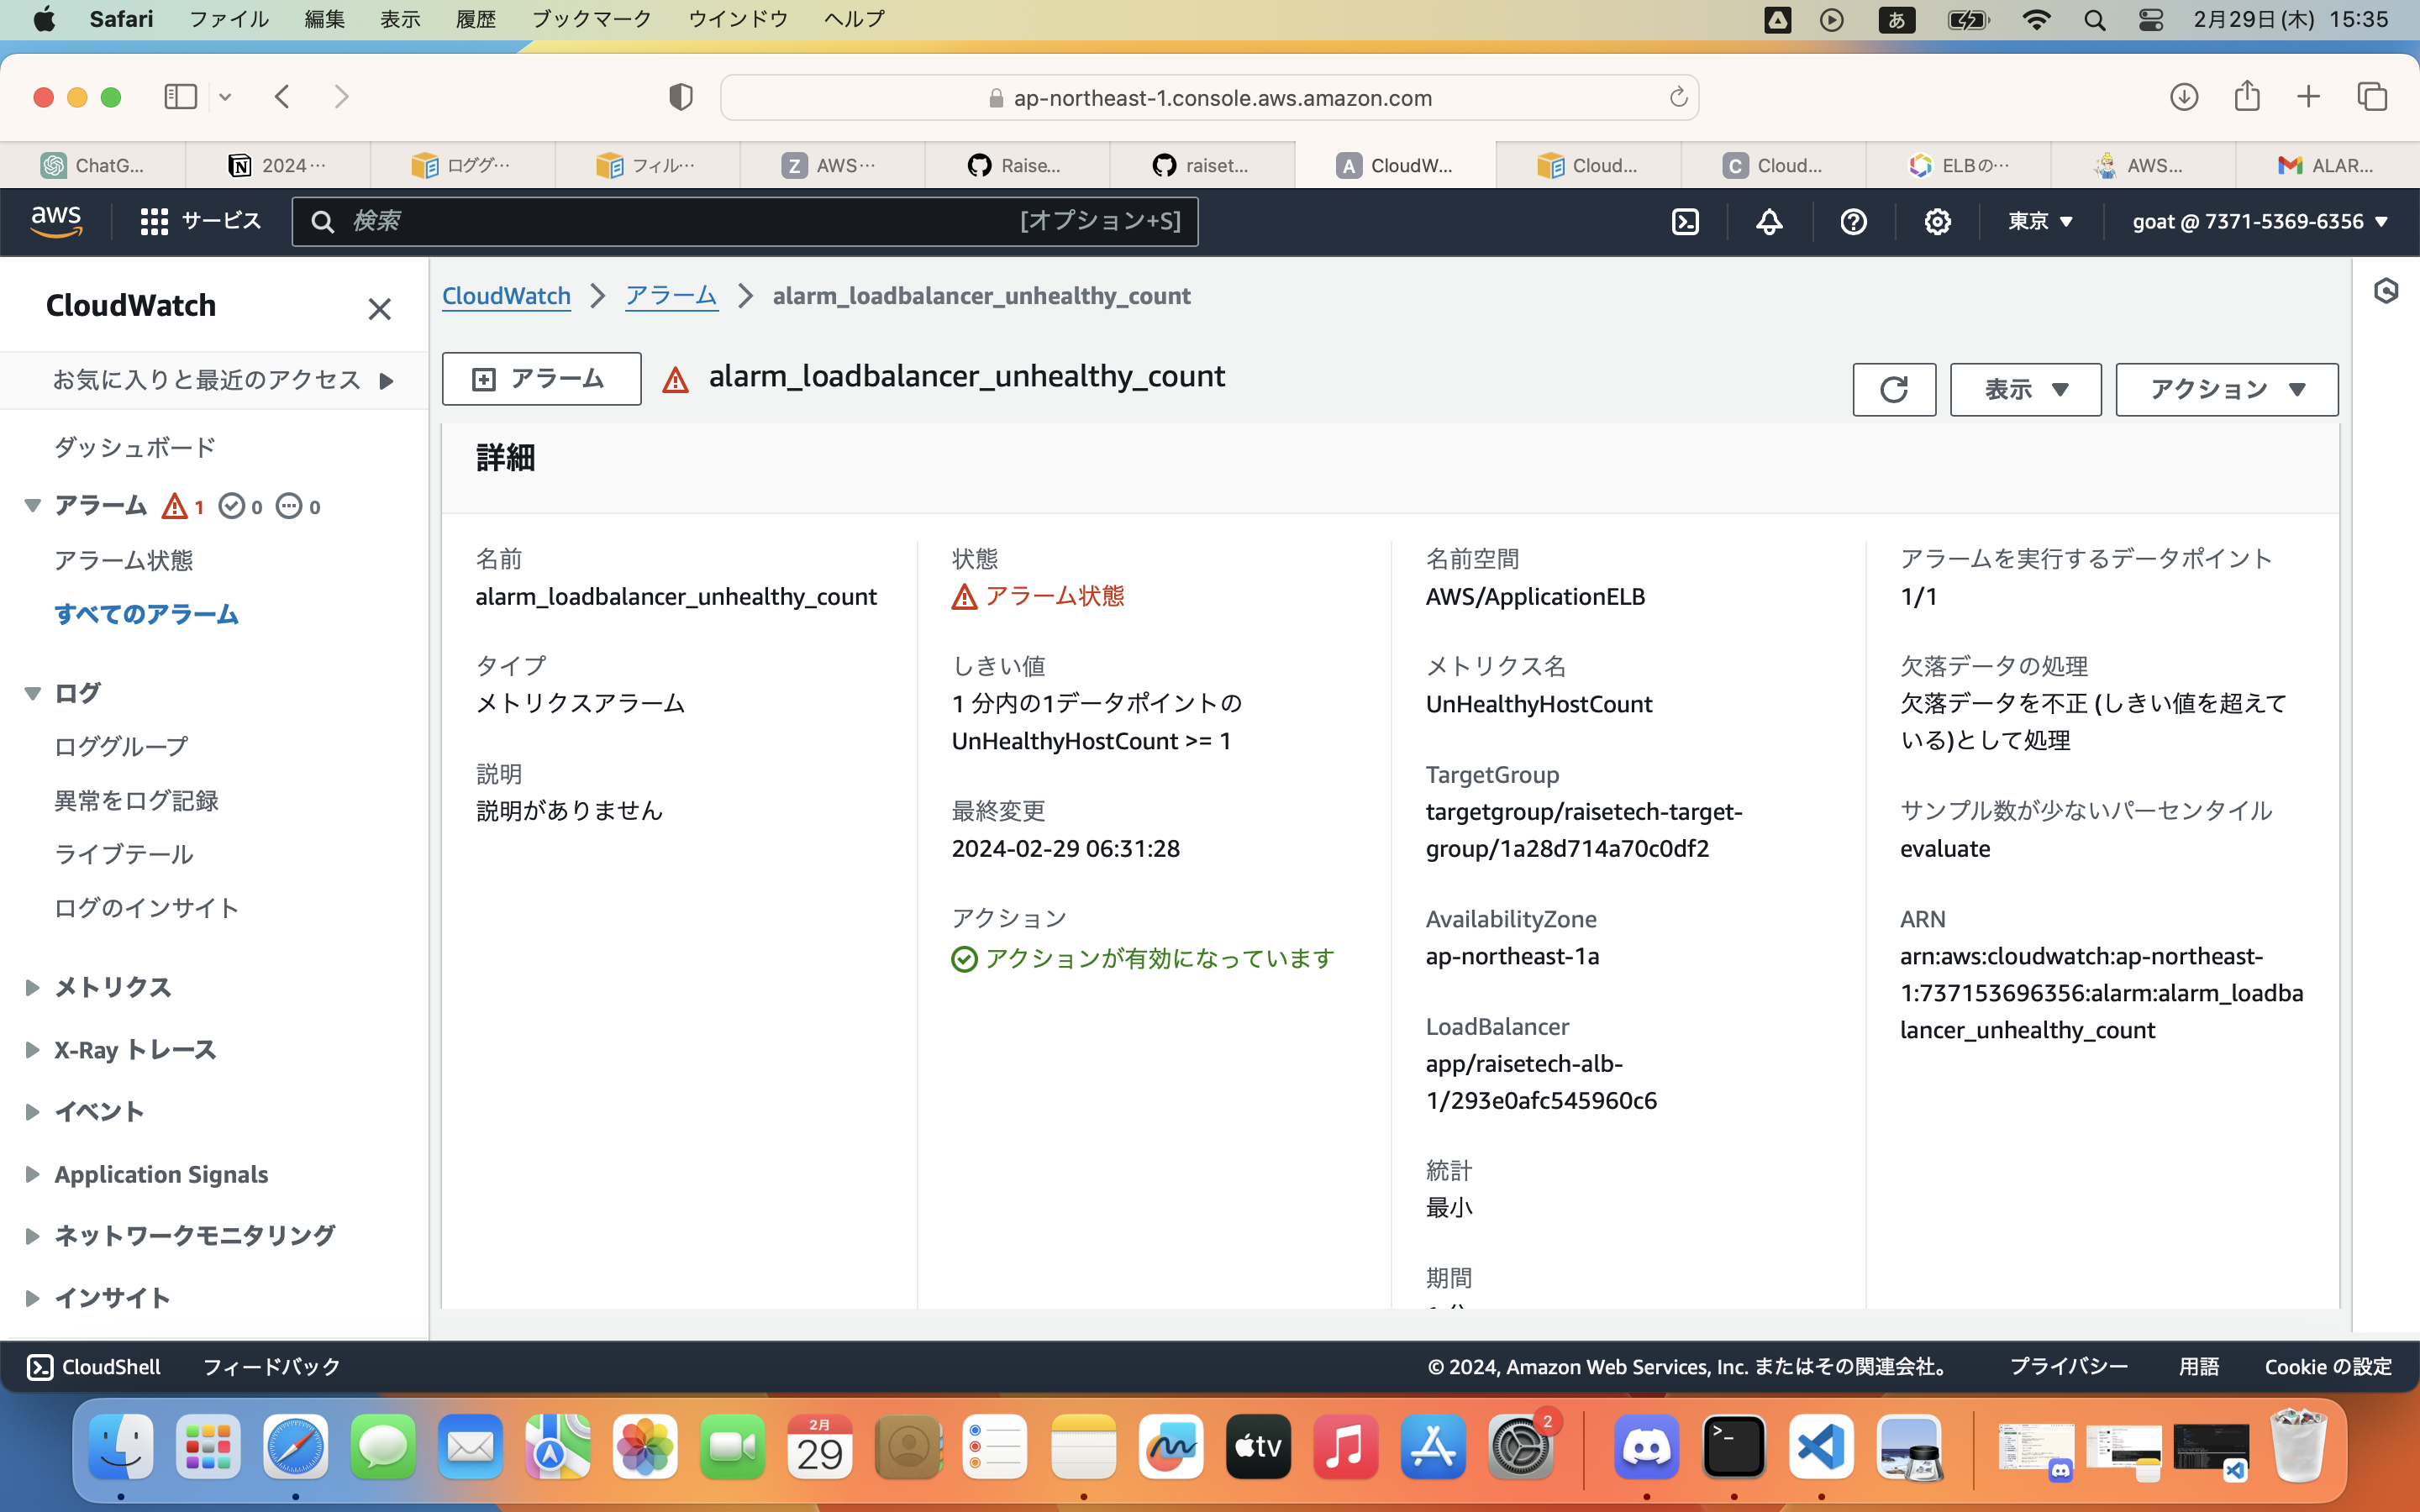 Safari ファイル 編集 表示 履歴 ブックマーク ウインドウ ヘルプ あ 2月29日(木) 15:35
ap-northeast-1.console.aws.amazon.com
ChatG... 2024… ロググ… フィル… Z AWS… Raise... raiset... A CloudW... Cloud... C Cloud... ELBの… AWS... ALAR...
aws サービス 検索 [オプション+S] 東京 ▼ goat @ 7371-5369-6356 ▼
CloudWatch
お気に入りと最近のアクセス
ダッシュボード
アラーム 1 0 0
アラーム状態
すべてのアラーム
ログ
ロググループ
異常をログ記録
ライブテール
ログのインサイト
メトリクス
X-Ray トレース
イベント
Application Signals
ネットワークモニタリング
インサイト
CloudWatch > アラーム > alarm_loadbalancer_unhealthy_count
アラーム alarm_loadbalancer_unhealthy_count 表示 ▼ アクション ▼
詳細
名前
alarm_loadbalancer_unhealthy_count
タイプ
メトリクスアラーム
説明
説明がありません
状態
アラーム状態
しきい値
1 分内の1データポイントの
UnHealthyHostCount >= 1
最終変更
2024-02-29 06:31:28
アクション
アクションが有効になっています
名前空間
AWS/ApplicationELB
メトリクス名
UnHealthyHostCount
TargetGroup
targetgroup/raisetech-target-
group/1a28d714a70c0df2
AvailabilityZone
ap-northeast-1a
LoadBalancer
app/raisetech-alb-
1/293e0afc545960c6
統計
最小
期間
アラームを実行するデータポイント
1/1
欠落データの処理
欠落データを不正 (しきい値を超えて
いる)として処理
サンプル数が少ないパーセンタイル
evaluate
ARN
arn:aws:cloudwatch:ap-northeast-
1:737153696356:alarm:alarm_loadba
lancer_unhealthy_count
CloudShell フィードバック © 2024, Amazon Web Services, Inc. またはその関連会社。 プライバシー 用語 Cookie の設定
2月
29
tv
2